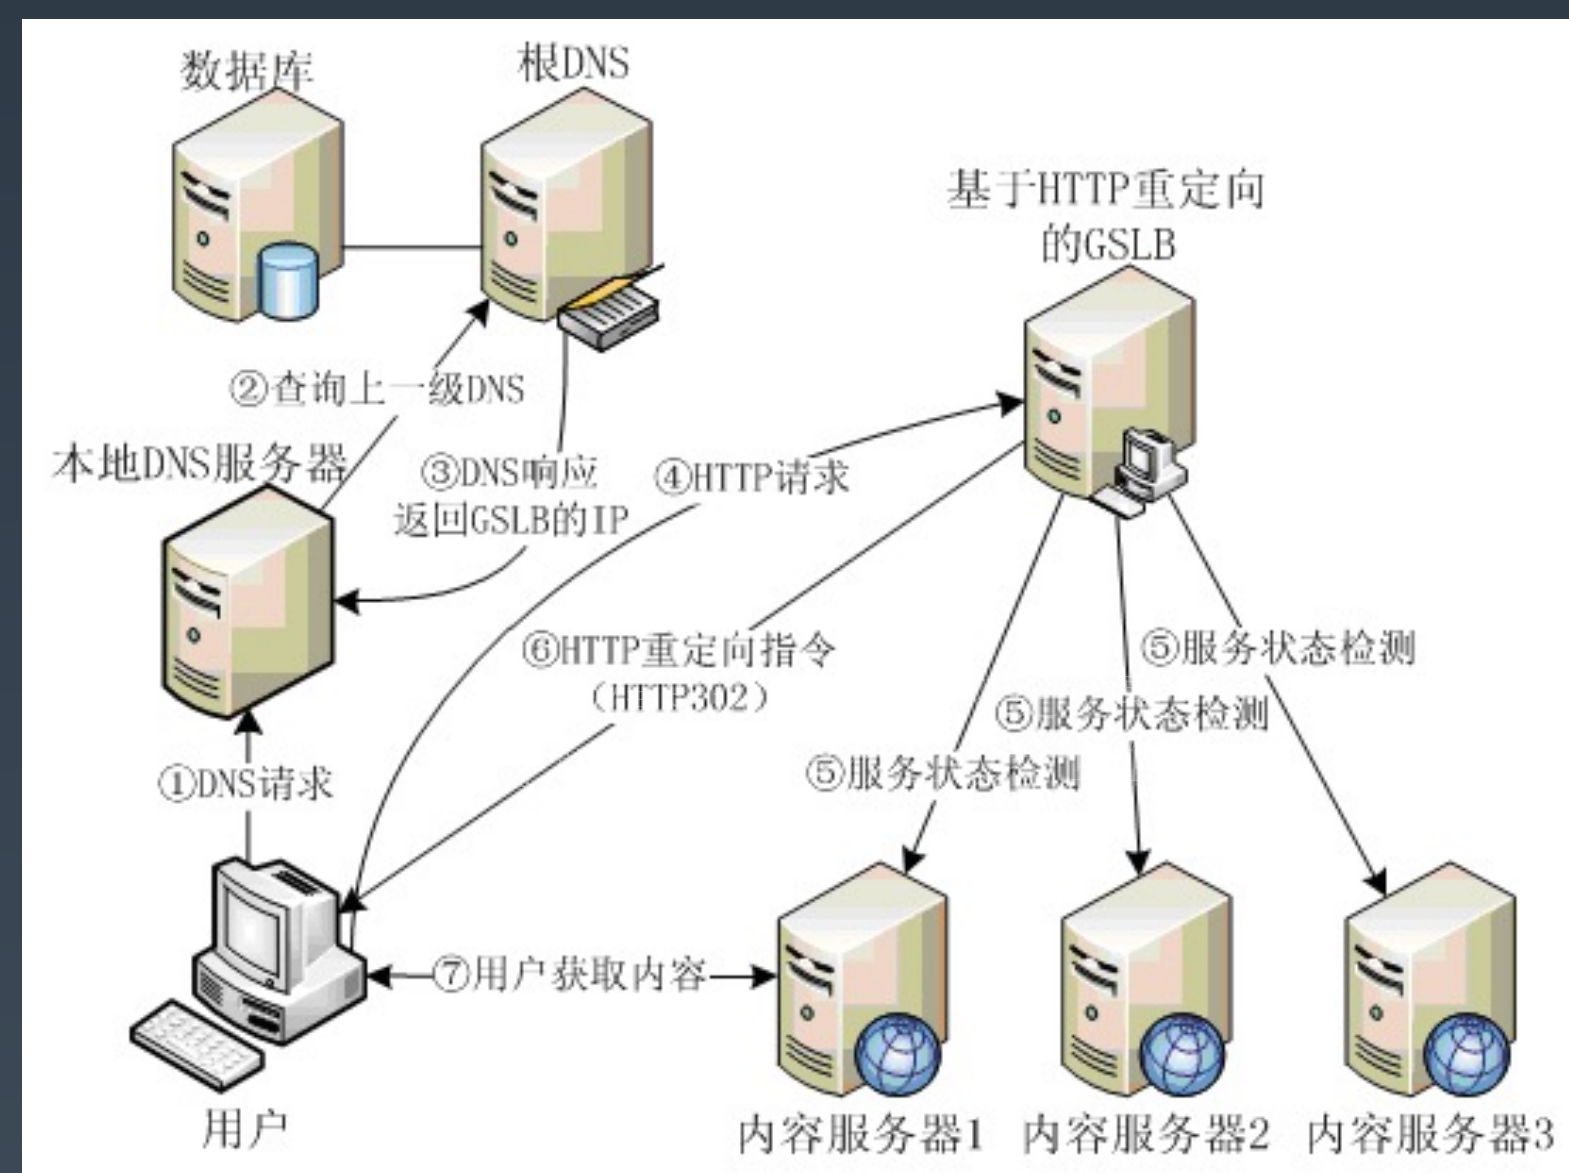 数据库
根DNS
基于HTTP重定向
的GSLB
②查询上一级DNS
本地DNS服务器
③DNS响应
返回GSLB的IP
④HTTP请求
⑥HTTP重定向指令
（HTTP302）
⑤服务状态检测
⑤服务状态检测
⑤服务状态检测
①DNS请求
⑦用户获取内容
用户
内容服务器1
内容服务器2
内容服务器3